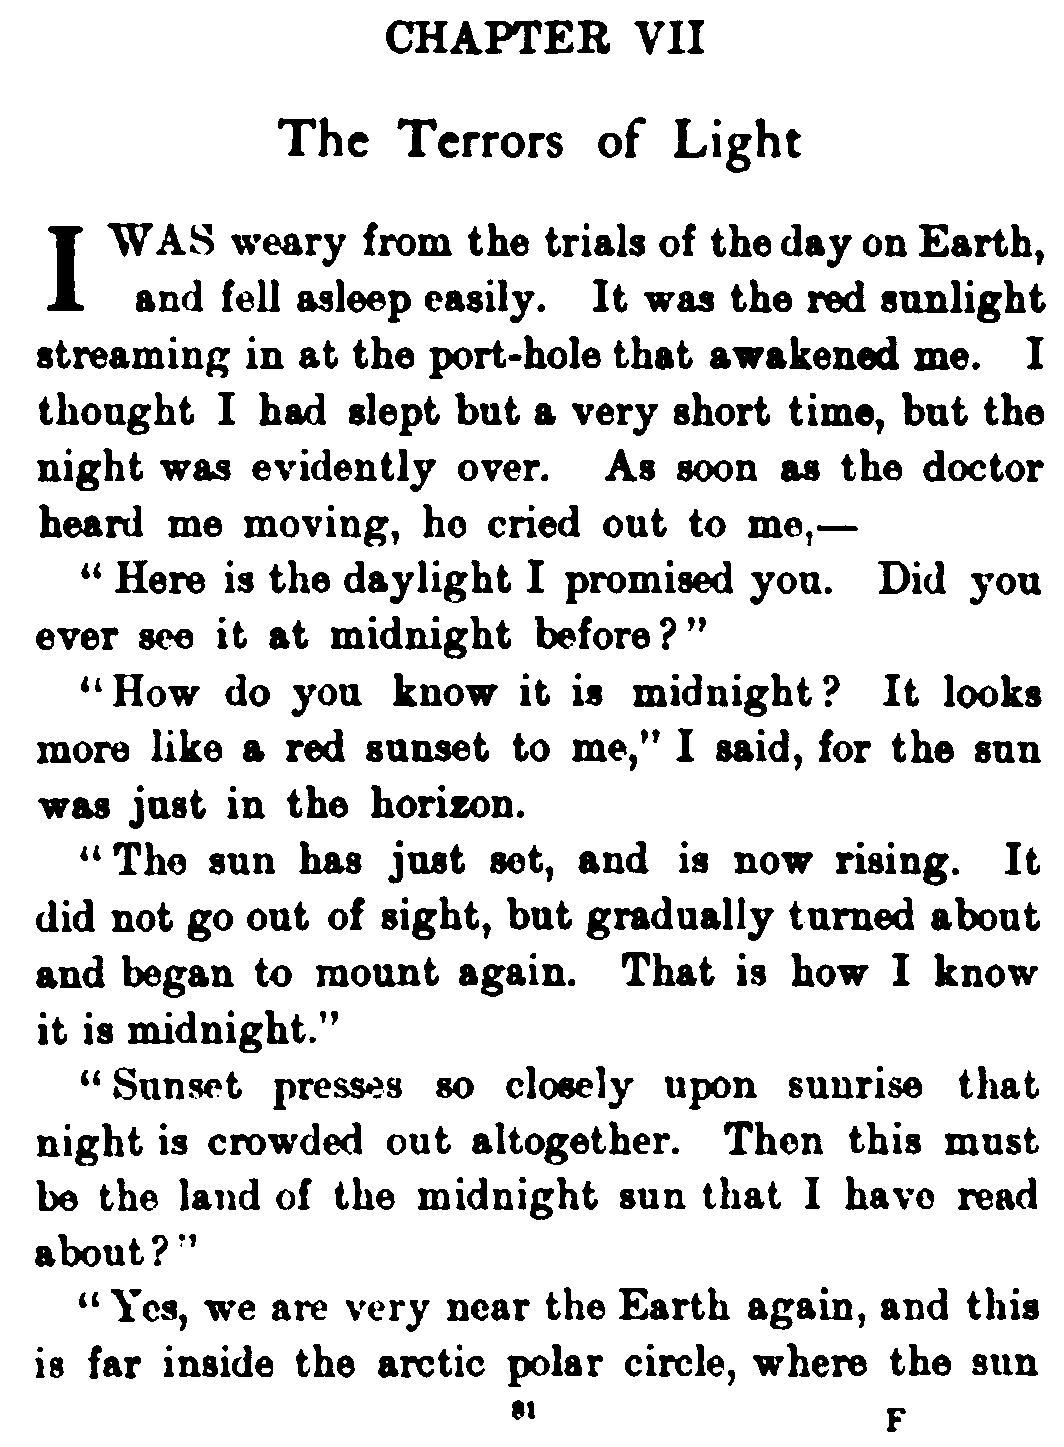 CHAPTER VII
The Terrors of Light
I WAS weary from the trials of the day on Earth,
and fell asleep easily. It was the red sunlight
streaming in at the port-hole that awakened me. I
thought I had slept but a very short time, but the
night was evidently over. As soon as the doctor
heard me moving, he cried out to me,—
"Here is the daylight I promised you. Did you
ever see it at midnight before?"
"How do you know it is midnight? It looks
more like a red sunset to me," I said, for the sun
was just in the horizon.
"The sun has just set, and is now rising. It
did not go out of sight, but gradually turned about
and began to mount again. That is how I know
it is midnight."
"Sunset presses so closely upon sunrise that
night is crowded out altogether. Then this must
be the land of the midnight sun that I have read
about?"
"Yes, we are very near the Earth again, and this
is far inside the arctic polar circle, where the sun
81 F